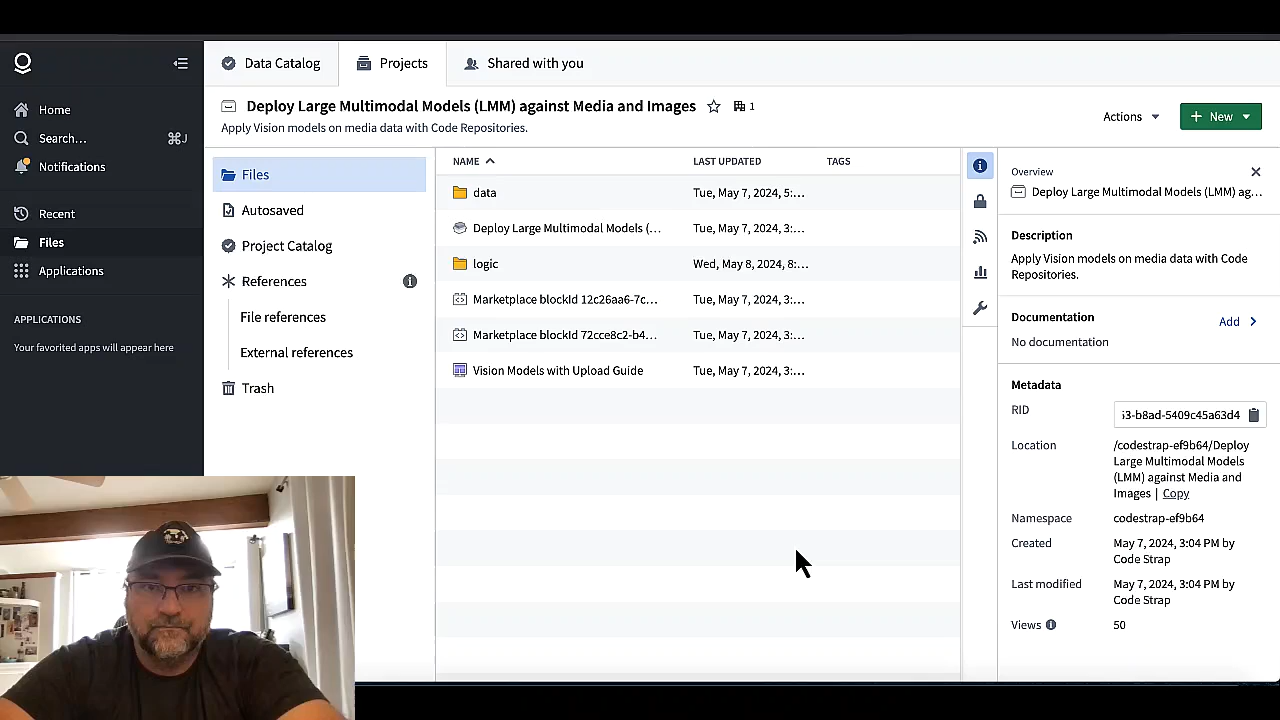 Data Catalog
Projects
Shared with you
Home
Search...
⌘J
Notifications
Recent
Files
Applications
APPLICATIONS
Your favorited apps will appear here
Deploy Large Multimodal Models (LMM) against Media and Images
1
Apply Vision models on media data with Code Repositories.
Actions
New
Files
Autosaved
Project Catalog
References
File references
External references
Trash
NAME LAST UPDATED TAGS
data Tue, May 7, 2024, 5:...
Deploy Large Multimodal Models (... Tue, May 7, 2024, 3:...
logic Wed, May 8, 2024, 8:...
Marketplace blockId 12c26aa6-7c... Tue, May 7, 2024, 3:...
Marketplace blockId 72cce8c2-b4... Tue, May 7, 2024, 3:...
Vision Models with Upload Guide Tue, May 7, 2024, 3:...
Overview
Deploy Large Multimodal Models (LMM) ag...
Description
Apply Vision models on media data with Code
Repositories.
Documentation
Add
No documentation
Metadata
RID
i3-b8ad-5409c45a63d4
Location
/codestrap-ef9b64/Deploy
Large Multimodal Models
(LMM) against Media and
Images | Copy
Namespace codestrap-ef9b64
Created May 7, 2024, 3:04 PM by
Code Strap
Last modified May 7, 2024, 3:04 PM by
Code Strap
Views 50